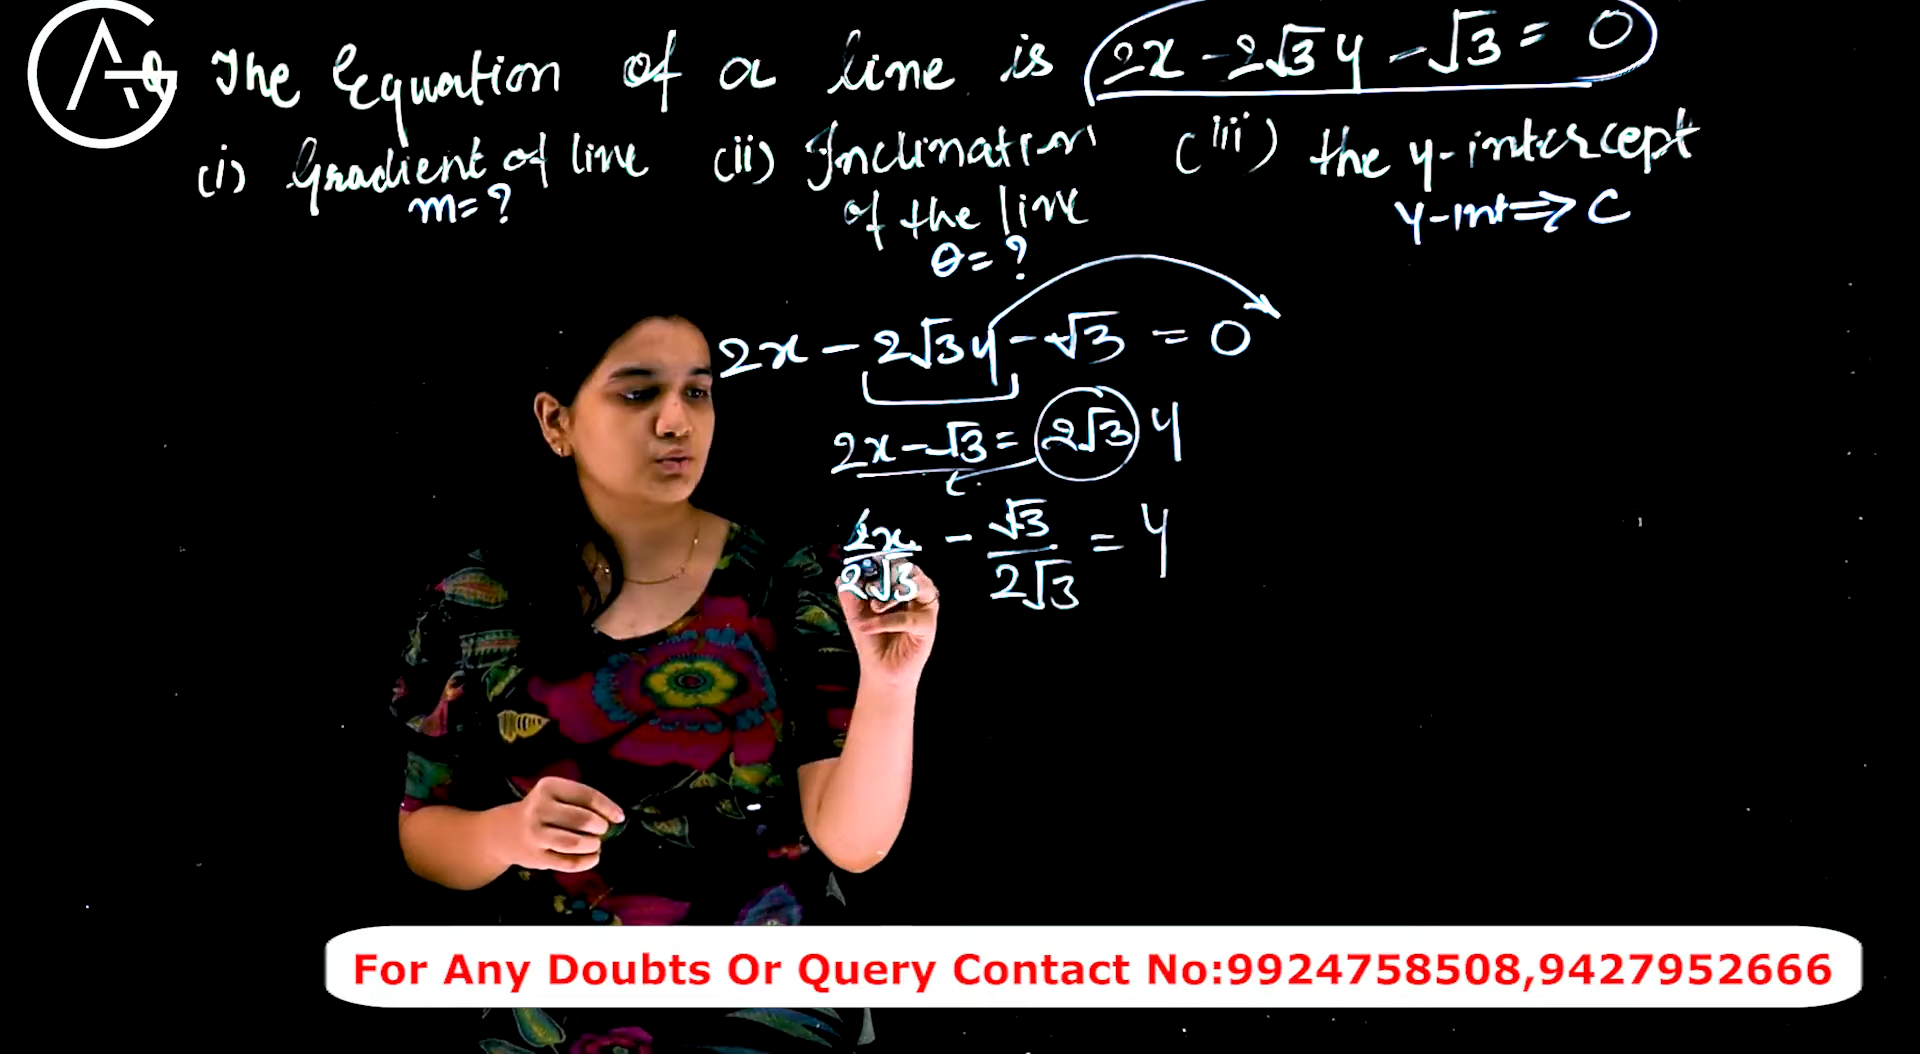 Q The Equation of a line is 2x - 2√3 y - √3 = 0
(i) Gradient of line (ii) Inclination of the line (iii) the y-intercept
m = ?
θ = ?
y-int ⇒ C
2x - 2√3 y - √3 = 0
2x - √3 = 2√3 y
2x/2√3 - √3/2√3 = y
For Any Doubts Or Query Contact No:9924758508,9427952666